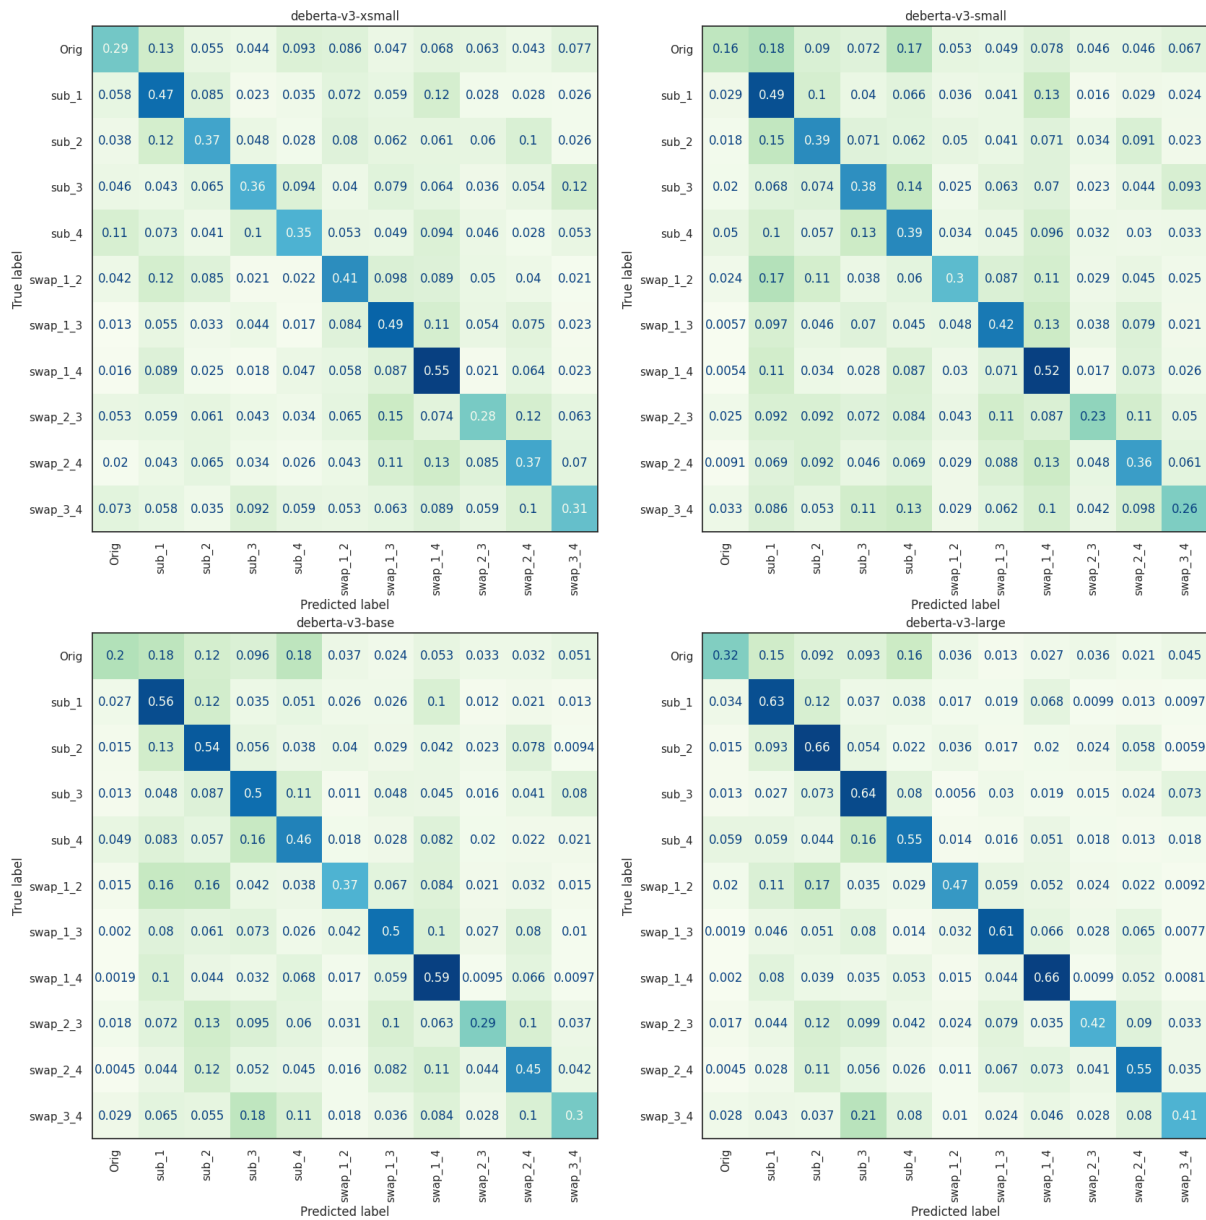 deberta-v3-xsmall
True label
Orig 0.29 0.13 0.055 0.044 0.093 0.086 0.047 0.068 0.063 0.043 0.077
sub_1 0.058 0.47 0.085 0.023 0.035 0.072 0.059 0.12 0.028 0.028 0.026
sub_2 0.038 0.12 0.37 0.048 0.028 0.08 0.062 0.061 0.06 0.1 0.026
sub_3 0.046 0.043 0.065 0.36 0.094 0.04 0.079 0.064 0.036 0.054 0.12
sub_4 0.11 0.073 0.041 0.1 0.35 0.053 0.049 0.094 0.046 0.028 0.053
swap_1_2 0.042 0.12 0.085 0.021 0.022 0.41 0.098 0.089 0.05 0.04 0.021
swap_1_3 0.013 0.055 0.033 0.044 0.017 0.084 0.49 0.11 0.054 0.075 0.023
swap_1_4 0.016 0.089 0.025 0.018 0.047 0.058 0.087 0.55 0.021 0.064 0.023
swap_2_3 0.053 0.059 0.061 0.043 0.034 0.065 0.15 0.074 0.28 0.12 0.063
swap_2_4 0.02 0.043 0.065 0.034 0.026 0.043 0.11 0.13 0.085 0.37 0.07
swap_3_4 0.073 0.058 0.035 0.092 0.059 0.053 0.063 0.089 0.059 0.1 0.31
Orig sub_1 sub_2 sub_3 sub_4 swap_1_2 swap_1_3 swap_1_4 swap_2_3 swap_2_4 swap_3_4
Predicted label
deberta-v3-small
True label
Orig 0.16 0.18 0.09 0.072 0.17 0.053 0.049 0.078 0.046 0.046 0.067
sub_1 0.029 0.49 0.1 0.04 0.066 0.036 0.041 0.13 0.016 0.029 0.024
sub_2 0.018 0.15 0.39 0.071 0.062 0.05 0.041 0.071 0.034 0.091 0.023
sub_3 0.02 0.068 0.074 0.38 0.14 0.025 0.063 0.07 0.023 0.044 0.093
sub_4 0.05 0.1 0.057 0.13 0.39 0.034 0.045 0.096 0.032 0.03 0.033
swap_1_2 0.024 0.17 0.11 0.038 0.06 0.3 0.087 0.11 0.029 0.045 0.025
swap_1_3 0.0057 0.097 0.046 0.07 0.045 0.048 0.42 0.13 0.038 0.079 0.021
swap_1_4 0.0054 0.11 0.034 0.028 0.087 0.03 0.071 0.52 0.017 0.073 0.026
swap_2_3 0.025 0.092 0.092 0.072 0.084 0.043 0.11 0.087 0.23 0.11 0.05
swap_2_4 0.0091 0.069 0.092 0.046 0.069 0.029 0.088 0.13 0.048 0.36 0.061
swap_3_4 0.033 0.086 0.053 0.11 0.13 0.029 0.062 0.1 0.042 0.098 0.26
Orig sub_1 sub_2 sub_3 sub_4 swap_1_2 swap_1_3 swap_1_4 swap_2_3 swap_2_4 swap_3_4
Predicted label
deberta-v3-base
True label
Orig 0.2 0.18 0.12 0.096 0.18 0.037 0.024 0.053 0.033 0.032 0.051
sub_1 0.027 0.56 0.12 0.035 0.051 0.026 0.026 0.1 0.012 0.021 0.013
sub_2 0.015 0.13 0.54 0.056 0.038 0.04 0.029 0.042 0.023 0.078 0.0094
sub_3 0.013 0.048 0.087 0.5 0.11 0.011 0.048 0.045 0.016 0.041 0.08
sub_4 0.049 0.083 0.057 0.16 0.46 0.018 0.028 0.082 0.02 0.022 0.021
swap_1_2 0.015 0.16 0.16 0.042 0.038 0.37 0.067 0.084 0.021 0.032 0.015
swap_1_3 0.002 0.08 0.061 0.073 0.026 0.042 0.5 0.1 0.027 0.08 0.01
swap_1_4 0.0019 0.1 0.044 0.032 0.068 0.017 0.059 0.59 0.0095 0.066 0.0097
swap_2_3 0.018 0.072 0.13 0.095 0.06 0.031 0.1 0.063 0.29 0.1 0.037
swap_2_4 0.0045 0.044 0.12 0.052 0.045 0.016 0.082 0.11 0.044 0.45 0.042
swap_3_4 0.029 0.065 0.055 0.18 0.11 0.018 0.036 0.084 0.028 0.1 0.3
Orig sub_1 sub_2 sub_3 sub_4 swap_1_2 swap_1_3 swap_1_4 swap_2_3 swap_2_4 swap_3_4
Predicted label
deberta-v3-large
True label
Orig 0.32 0.15 0.092 0.093 0.16 0.036 0.013 0.027 0.036 0.021 0.045
sub_1 0.034 0.63 0.12 0.037 0.038 0.017 0.019 0.068 0.0099 0.013 0.0097
sub_2 0.015 0.093 0.66 0.054 0.022 0.036 0.017 0.02 0.024 0.058 0.0059
sub_3 0.013 0.027 0.073 0.64 0.08 0.0056 0.03 0.019 0.015 0.024 0.073
sub_4 0.059 0.059 0.044 0.16 0.55 0.014 0.016 0.051 0.018 0.013 0.018
swap_1_2 0.02 0.11 0.17 0.035 0.029 0.47 0.059 0.052 0.024 0.022 0.0092
swap_1_3 0.0019 0.046 0.051 0.08 0.014 0.032 0.61 0.066 0.028 0.065 0.0077
swap_1_4 0.002 0.08 0.039 0.035 0.053 0.015 0.044 0.66 0.0099 0.052 0.0081
swap_2_3 0.017 0.044 0.12 0.099 0.042 0.024 0.079 0.035 0.42 0.09 0.033
swap_2_4 0.0045 0.028 0.11 0.056 0.026 0.011 0.067 0.073 0.041 0.55 0.035
swap_3_4 0.028 0.043 0.037 0.21 0.08 0.01 0.024 0.046 0.028 0.08 0.41
Orig sub_1 sub_2 sub_3 sub_4 swap_1_2 swap_1_3 swap_1_4 swap_2_3 swap_2_4 swap_3_4
Predicted label